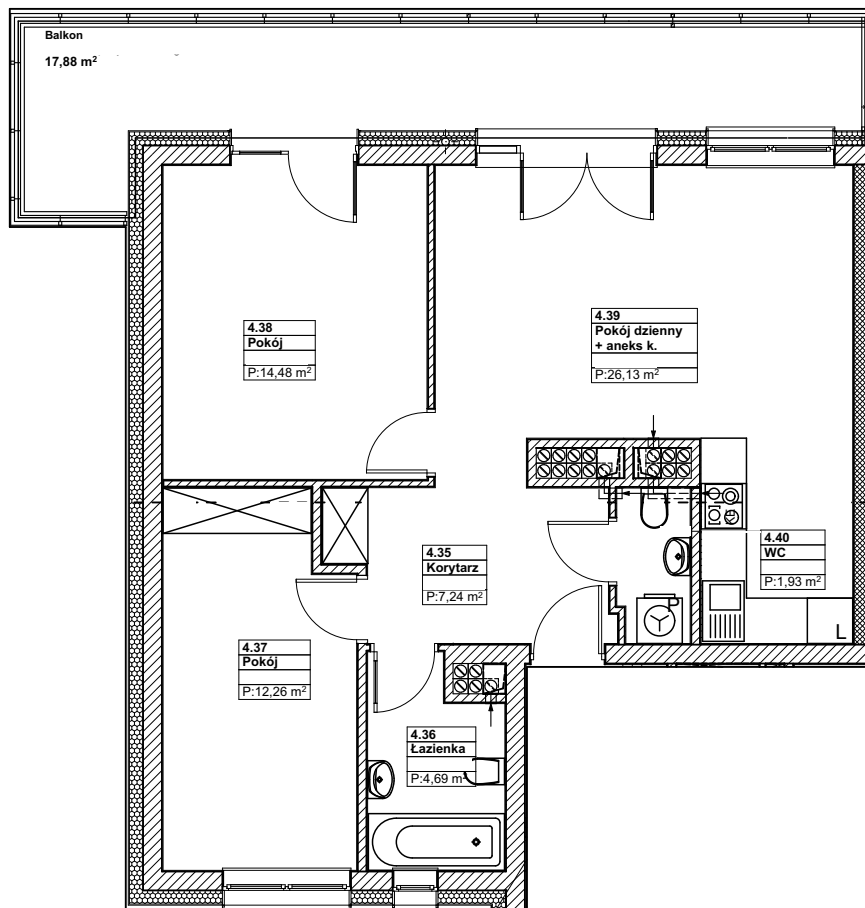 Balkon
17,88 m²
4.38
Pokój
P:14,48 m²
4.39
Pokój dzienny
+ aneks k.
P:26,13 m²
4.35
Korytarz
P:7,24 m²
4.40
WC
P:1,93 m²
4.37
Pokój
P:12,26 m²
4.36
Łazienka
P:4,69 m²
L